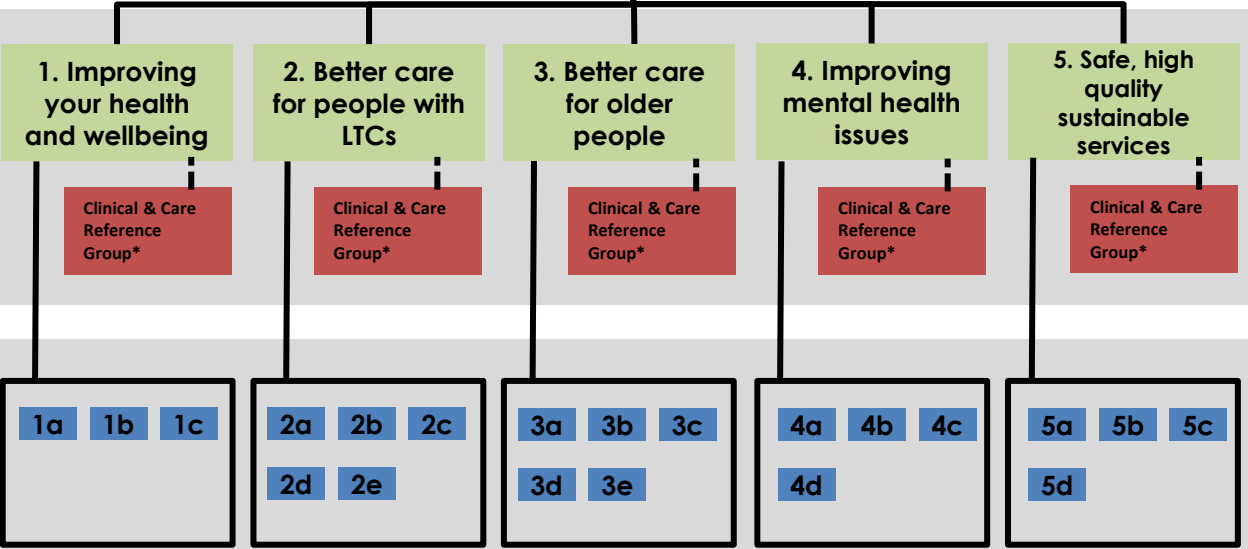 1. Improving
your health
and wellbeing
2. Better care
for people with
LTCs
3. Better care
for older
people
4. Improving
mental health
issues
5. Safe, high
quality
sustainable
services
Clinical & Care
Reference
Group*
Clinical & Care
Reference
Group*
Clinical & Care
Reference
Group*
Clinical & Care
Reference
Group*
Clinical & Care
Reference
Group*
1a 1b 1c
2a 2b 2c
2d 2e
3a 3b 3c
3d 3e
4a 4b 4c
4d
5a 5b 5c
5d